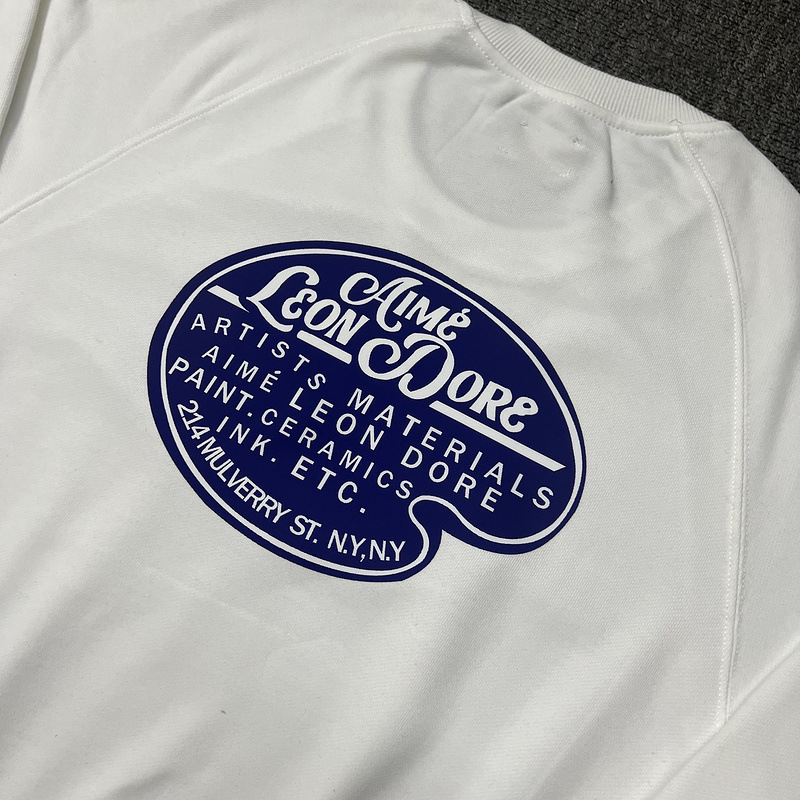 Aimé
Leon Dore
ARTISTS MATERIALS
AIMÉ LEON DORE
PAINT. CERAMICS
INK. ETC.
214 MULVERRY ST. N.Y, N.Y